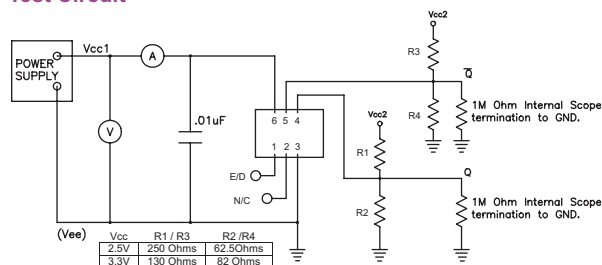 Test Circuit
Vcc2
R3
Q
Vcc1
A
POWER
SUPPLY
R4
1M Ohm Internal Scope
termination to GND.
V
.01uF
Vcc2
6 5 4
R1
1 2 3
E/D
Q
N/C
R2
1M Ohm Internal Scope
termination to GND.
(Vee)
Vcc R1 / R3 R2 /R4
2.5V 250 Ohms 62.5Ohms
3.3V 130 Ohms 82 Ohms